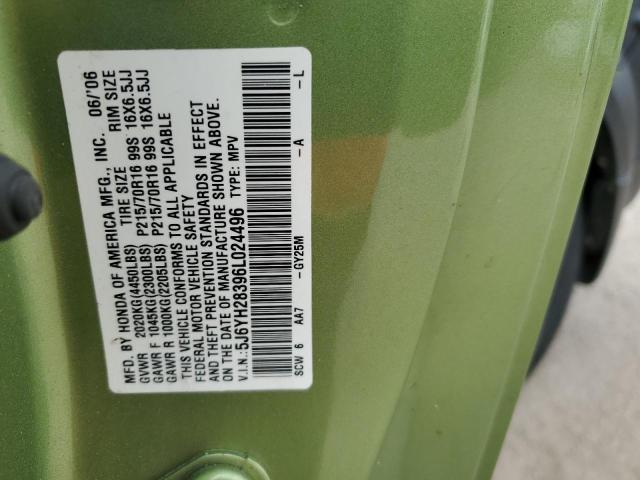 MFD. BY HONDA OF AMERICA MFG., INC. 06/'06
TIRE SIZE RIM SIZE
GVWR 2020KG(4450LBS) P215/70R16 99S 16X6.5JJ
GAWR F 1045KG(2300LBS) P215/70R16 99S 16X6.5JJ
GAWR R 1000KG(2205LBS)
THIS VEHICLE CONFORMS TO ALL APPLICABLE
FEDERAL MOTOR VEHICLE SAFETY
AND THEFT PREVENTION STANDARDS IN EFFECT
ON THE DATE OF MANUFACTURE SHOWN ABOVE.
V.I.N.: 5J6YH28396L024496 TYPE: MPV
SCW 6 AA7 -GY25M -A -L